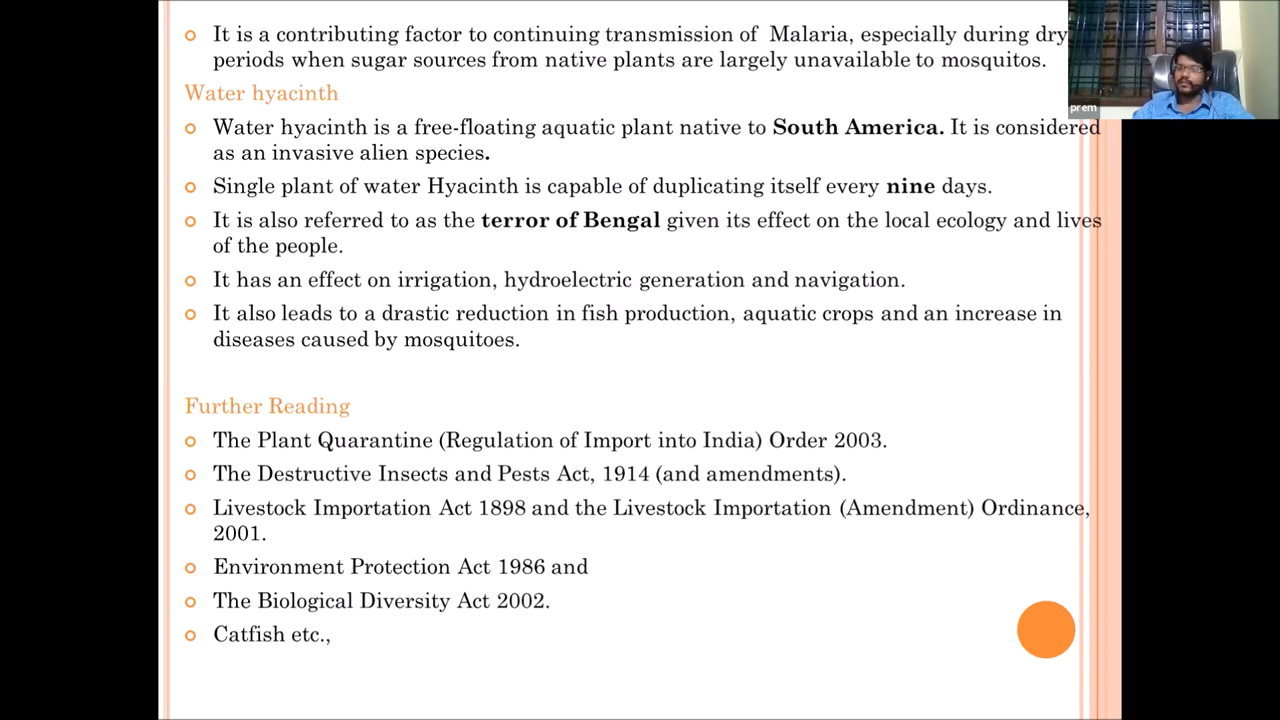 It is a contributing factor to continuing transmission of Malaria, especially during dry
periods when sugar sources from native plants are largely unavailable to mosquitos.
prem
Water hyacinth
Water hyacinth is a free-floating aquatic plant native to South America. It is considered
as an invasive alien species.
Single plant of water Hyacinth is capable of duplicating itself every nine days.
It is also referred to as the terror of Bengal given its effect on the local ecology and lives
of the people.
It has an effect on irrigation, hydroelectric generation and navigation.
It also leads to a drastic reduction in fish production, aquatic crops and an increase in
diseases caused by mosquitoes.
Further Reading
The Plant Quarantine (Regulation of Import into India) Order 2003.
The Destructive Insects and Pests Act, 1914 (and amendments).
Livestock Importation Act 1898 and the Livestock Importation (Amendment) Ordinance,
2001.
Environment Protection Act 1986 and
The Biological Diversity Act 2002.
Catfish etc.,